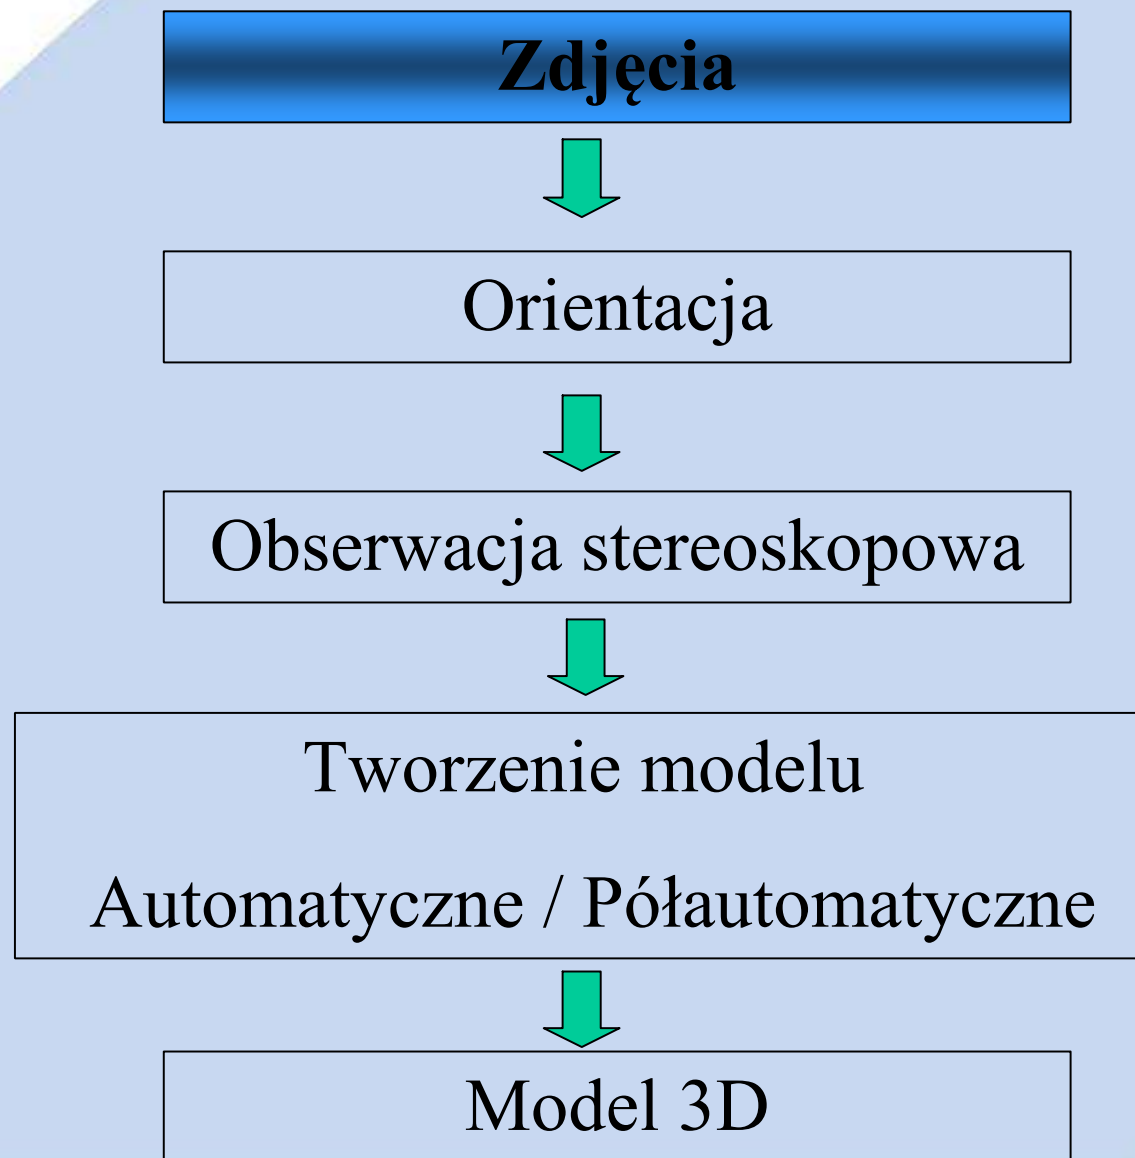 Zdjęcia
Orientacja
Obserwacja stereoskopowa
Tworzenie modelu
Automatyczne / Półautomatyczne
Model 3D